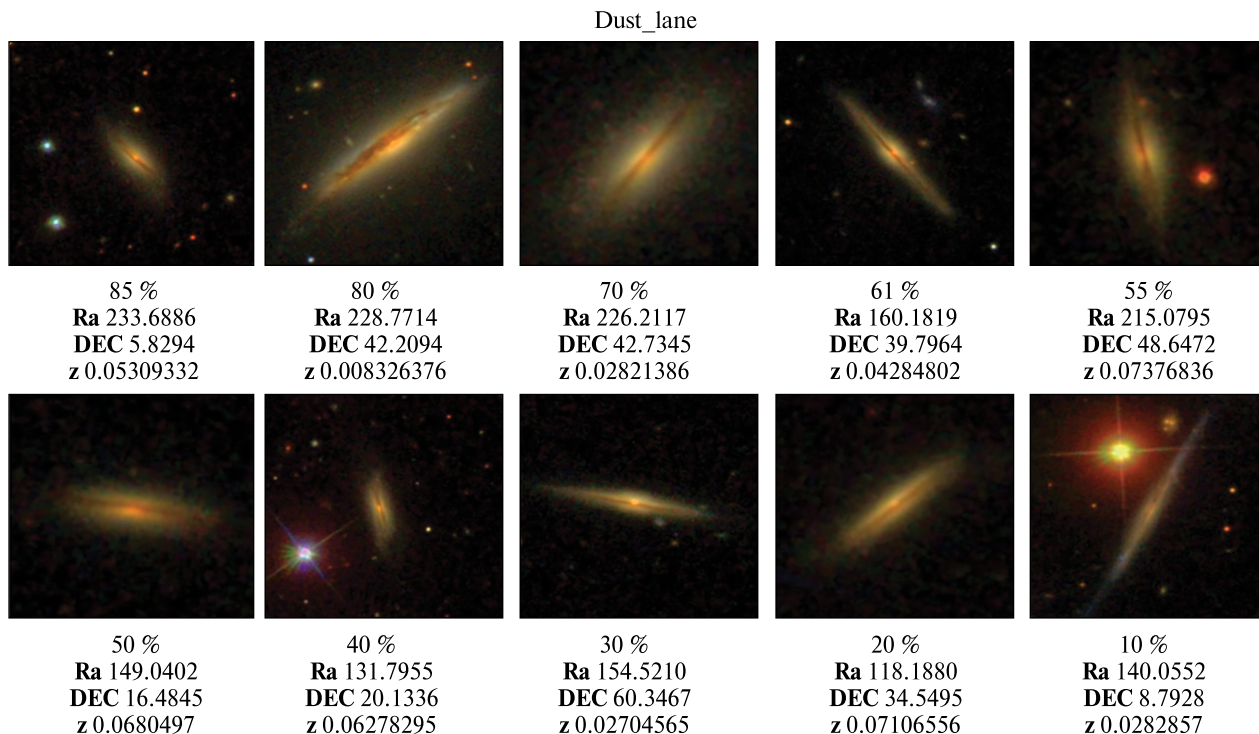 Dust_lane
85 %
Ra 233.6886
DEC 5.8294
z 0.05309332
80 %
Ra 228.7714
DEC 42.2094
z 0.008326376
70 %
Ra 226.2117
DEC 42.7345
z 0.02821386
61 %
Ra 160.1819
DEC 39.7964
z 0.04284802
55 %
Ra 215.0795
DEC 48.6472
z 0.07376836
50 %
Ra 149.0402
DEC 16.4845
z 0.0680497
40 %
Ra 131.7955
DEC 20.1336
z 0.06278295
30 %
Ra 154.5210
DEC 60.3467
z 0.02704565
20 %
Ra 118.1880
DEC 34.5495
z 0.07106556
10 %
Ra 140.0552
DEC 8.7928
z 0.0282857